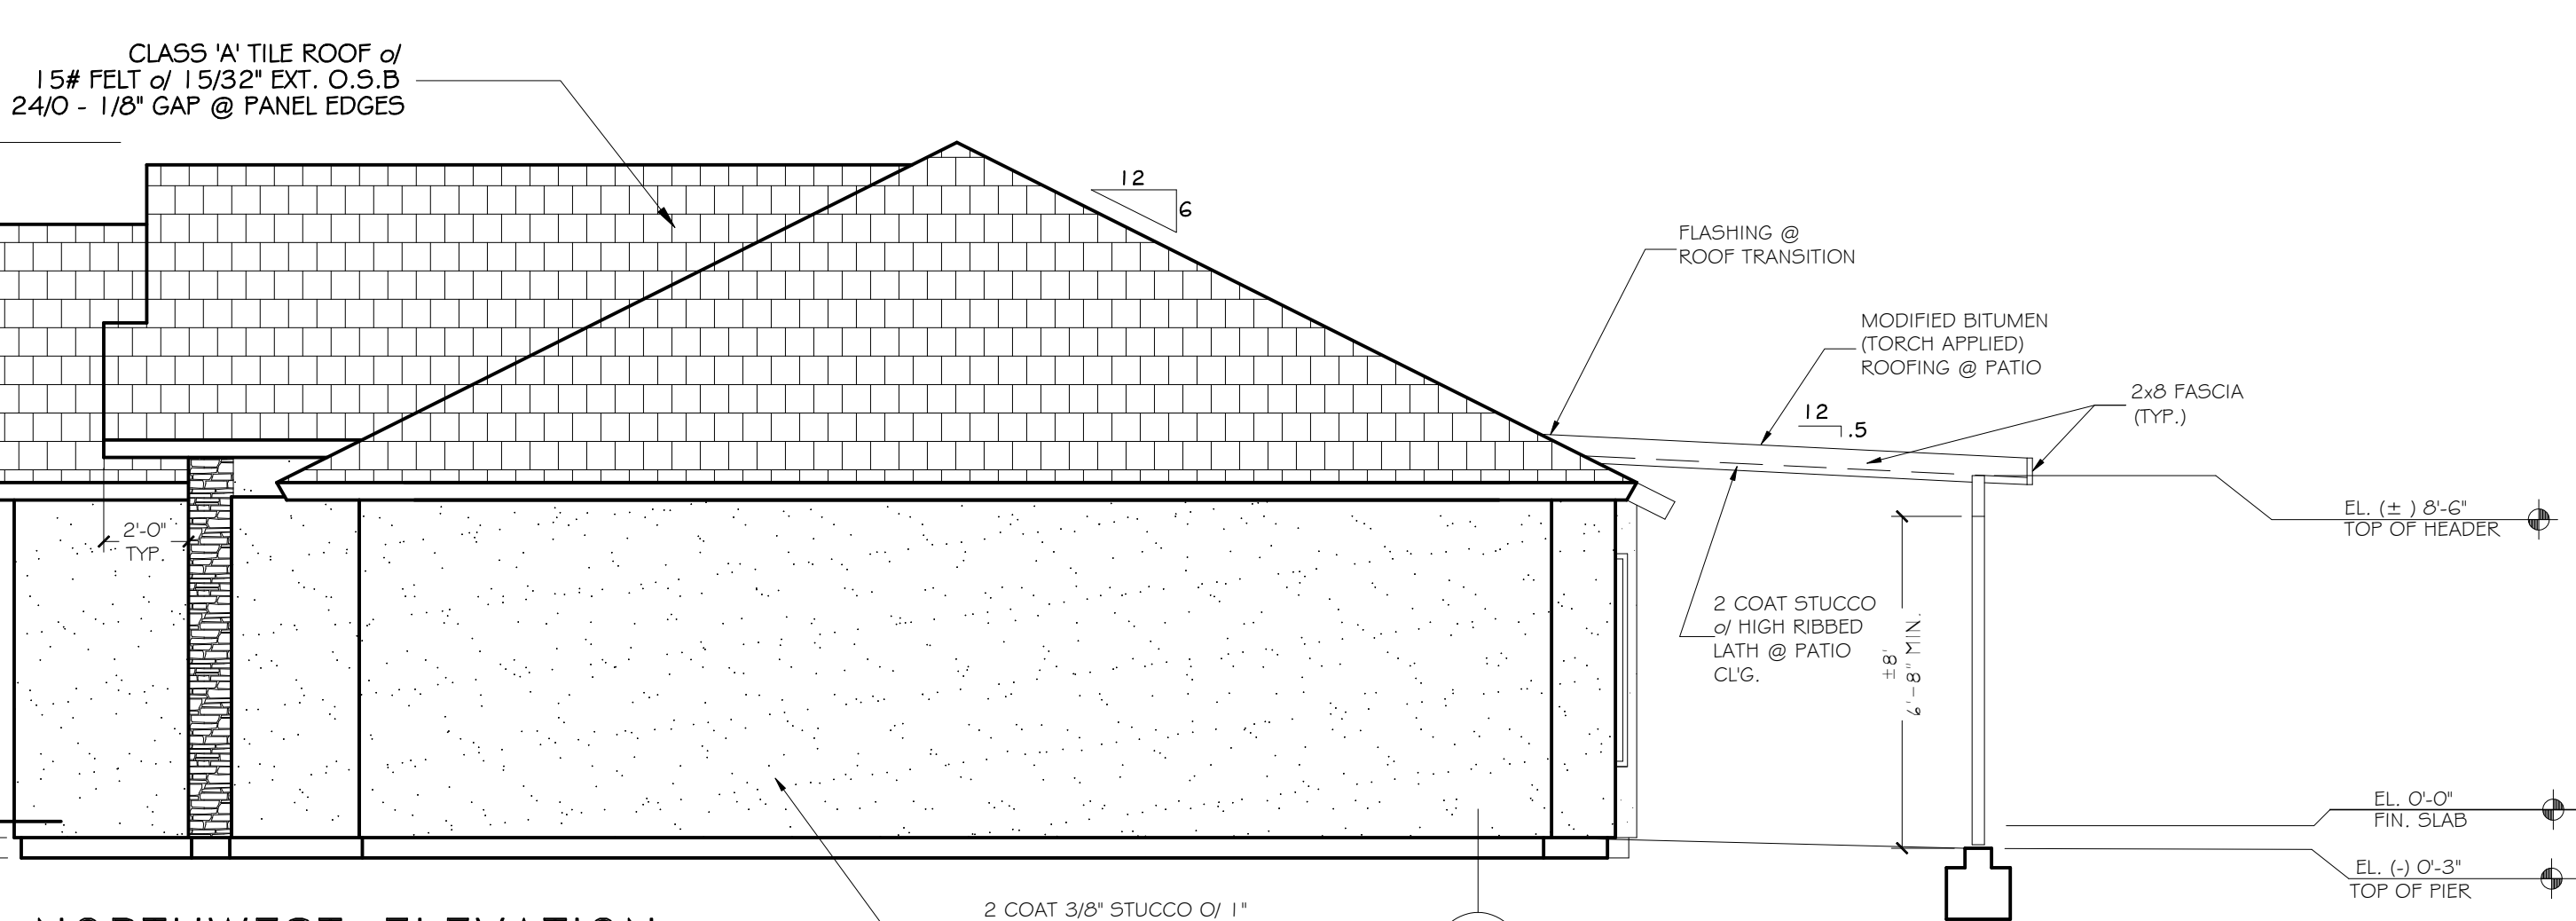 CLASS 'A' TILE ROOF o/
15# FELT o/ 15/32" EXT. O.S.B
24/0 - 1/8" GAP @ PANEL EDGES
12
6
FLASHING @
ROOF TRANSITION
MODIFIED BITUMEN
(TORCH APPLIED)
ROOFING @ PATIO
12
.5
2x8 FASCIA
(TYP.)
EL. (± ) 8'-6"
TOP OF HEADER
2'-0"
TYP.
2 COAT STUCCO
o/ HIGH RIBBED
LATH @ PATIO
CL'G.
±8'
6'-8" MIN.
EL. 0'-0"
FIN. SLAB
EL. (-) 0'-3"
TOP OF PIER
2 COAT 3/8" STUCCO O/ 1"
NORTHWEST ELEVATION